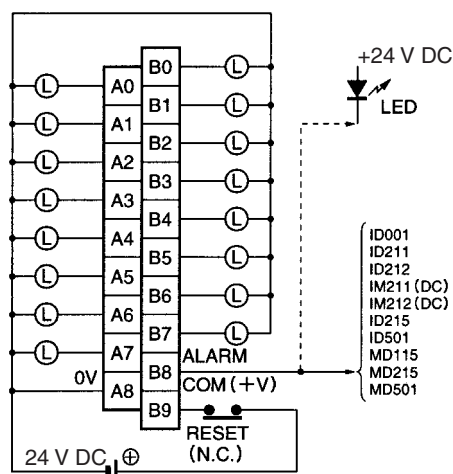 +24 V DC
LED
B0
L
A0
L
B1
L
A1
L
B2
L
A2
L
B3
L
A3
L
B4
L
A4
L
B5
L
A5
L
B6
L
A6
L
B7
L
A7
L
ALARM
0V
B8
COM (+V)
A8
B9
RESET
(N.C.)
24 V DC
⊕
ID001
ID211
ID212
IM211 (DC)
IM212 (DC)
ID215
ID501
MD115
MD215
MD501